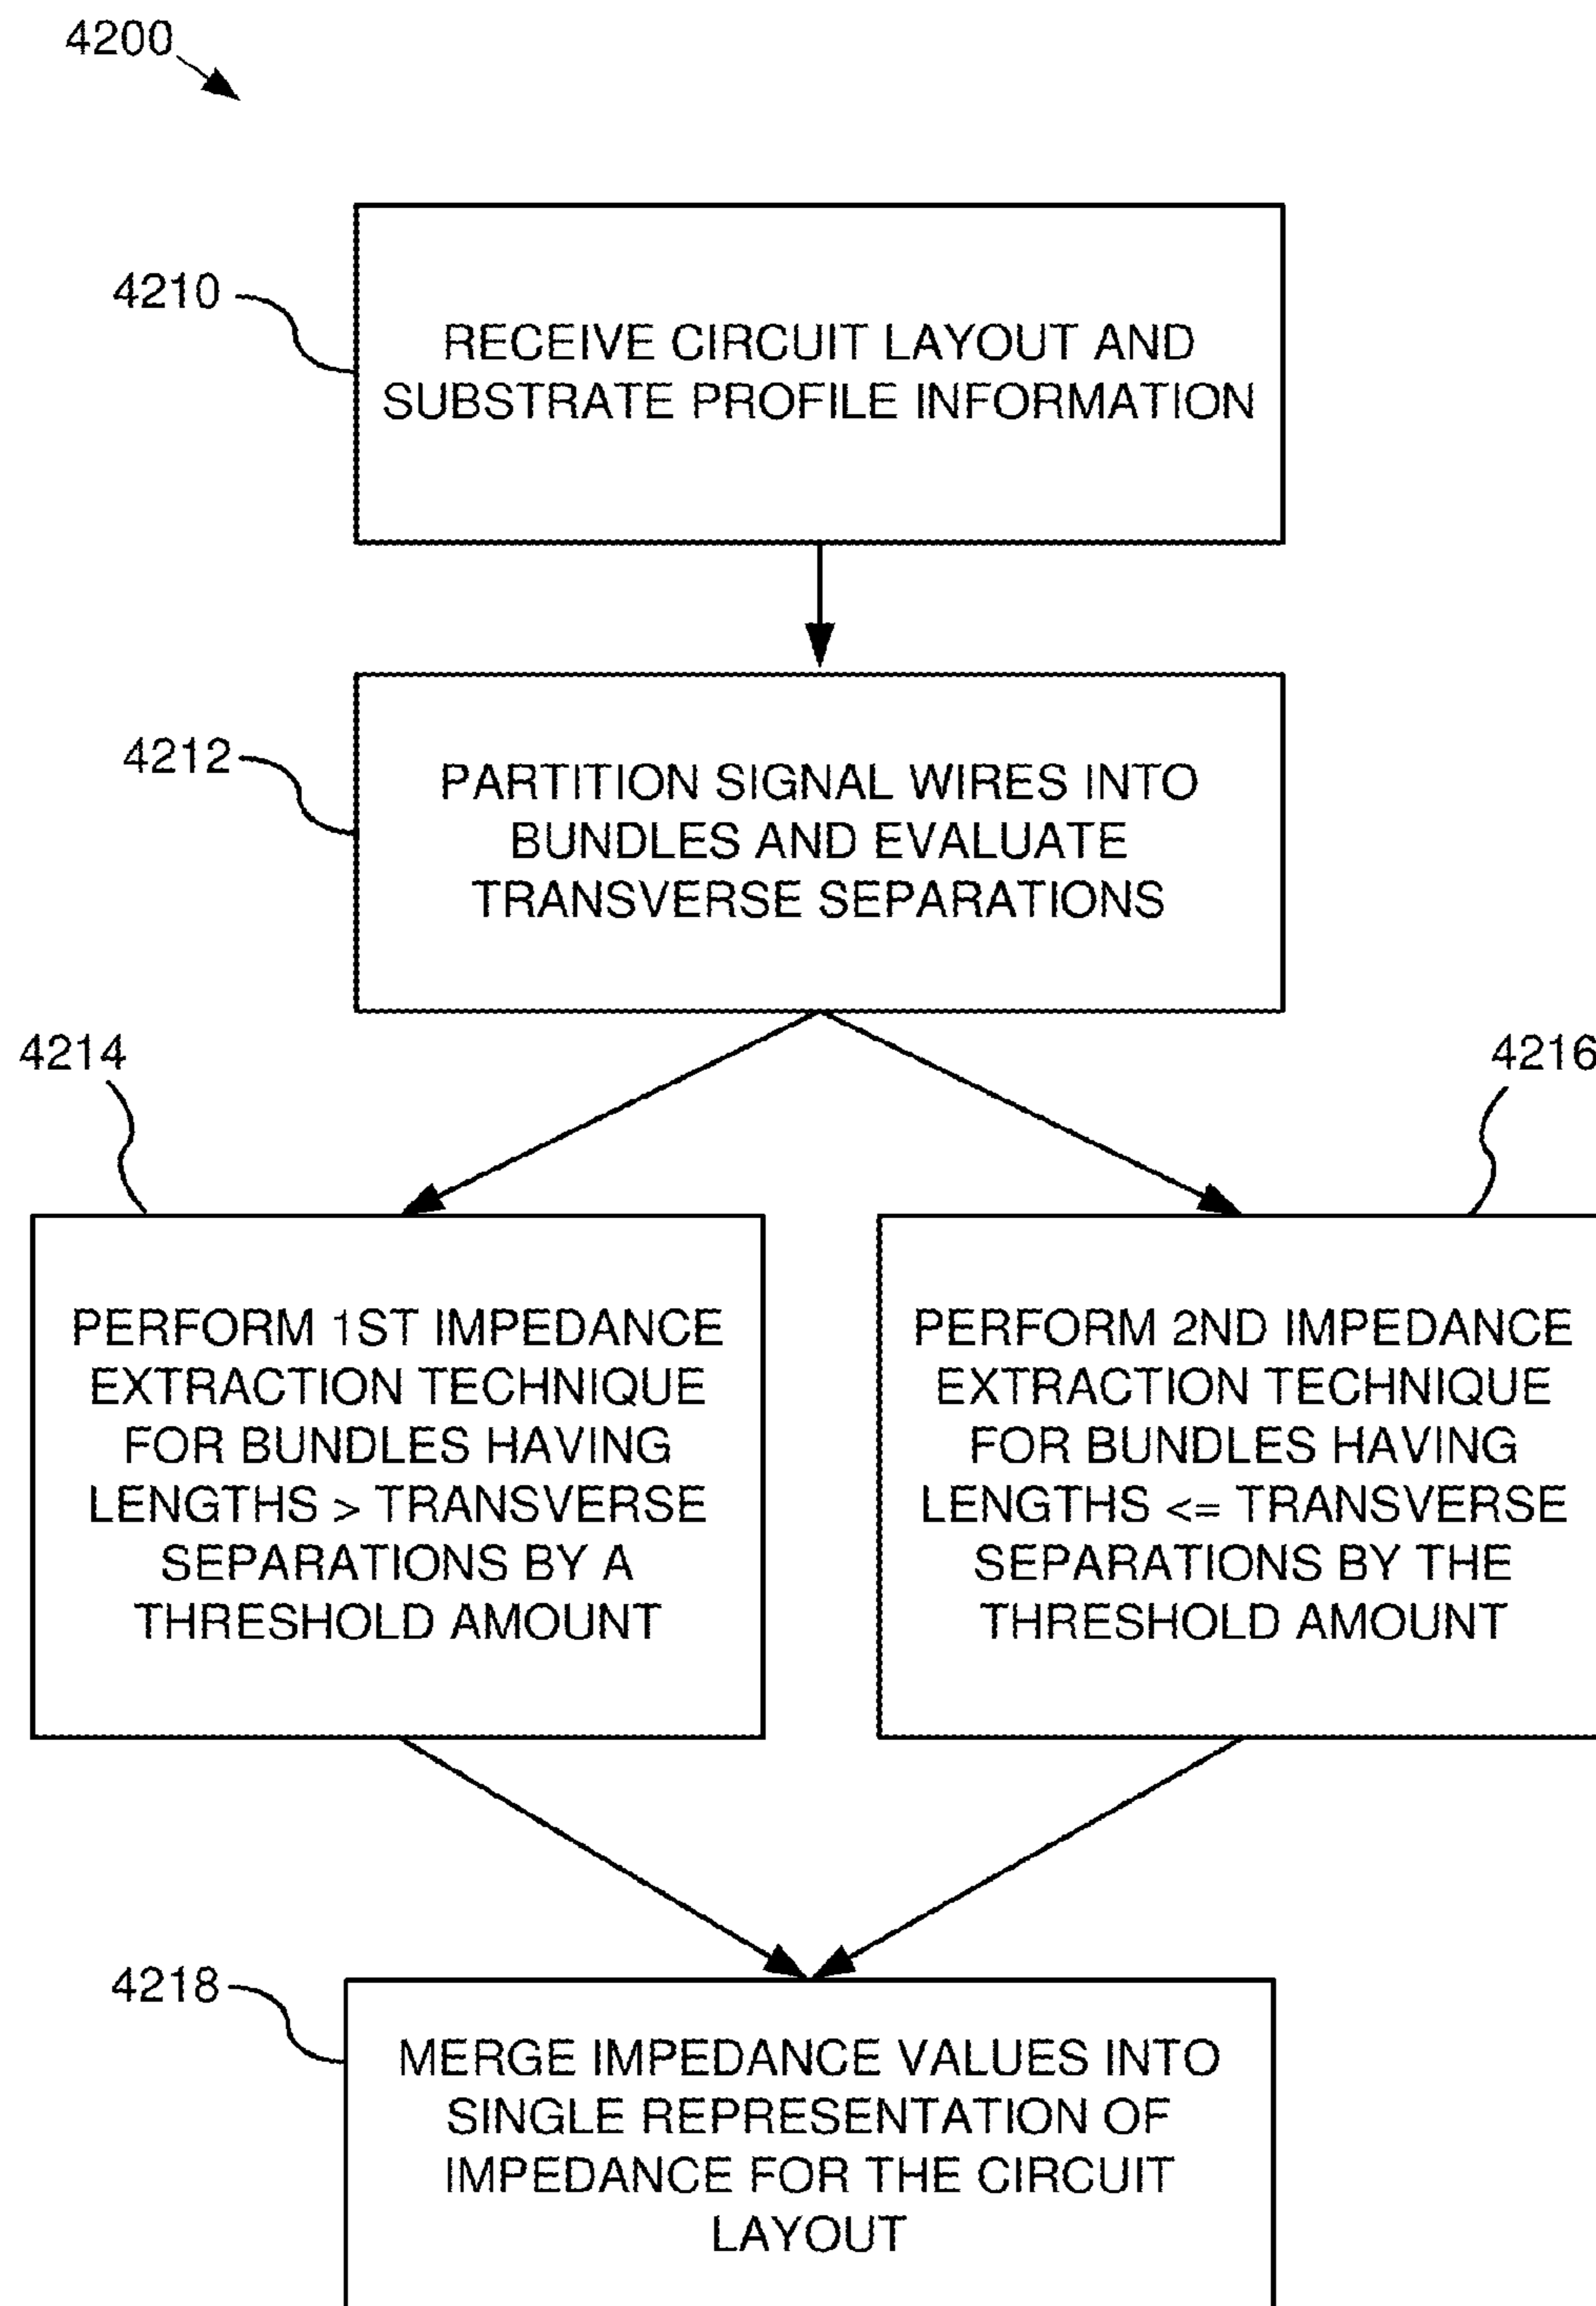 4200
4210
RECEIVE CIRCUIT LAYOUT AND
SUBSTRATE PROFILE INFORMATION
4212
PARTITION SIGNAL WIRES INTO
BUNDLES AND EVALUATE
TRANSVERSE SEPARATIONS
4214
PERFORM 1ST IMPEDANCE
EXTRACTION TECHNIQUE
FOR BUNDLES HAVING
LENGTHS > TRANSVERSE
SEPARATIONS BY A
THRESHOLD AMOUNT
4216
PERFORM 2ND IMPEDANCE
EXTRACTION TECHNIQUE
FOR BUNDLES HAVING
LENGTHS <= TRANSVERSE
SEPARATIONS BY THE
THRESHOLD AMOUNT
4218
MERGE IMPEDANCE VALUES INTO
SINGLE REPRESENTATION OF
IMPEDANCE FOR THE CIRCUIT
LAYOUT